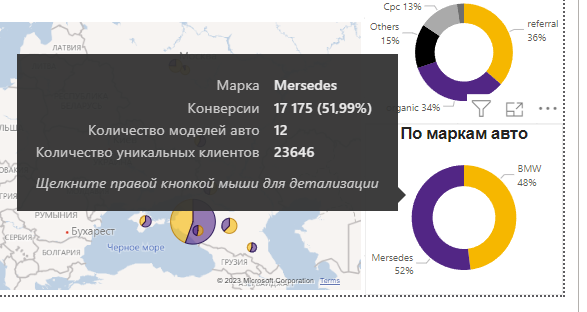 Cpc 13%
Others
15%
referral
36%
organic 34%
ЛАТВИЯ
Марка Mersedes
Конверсии 17 175 (51,99%)
Количество моделей авто 12
Количество уникальных клиентов 23646
Щелкните правой кнопкой мыши для детализации
По маркам авто
BMW
48%
Mersedes
52%
РУМЫНИЯ
Бухарест
СЕРБИЯ
БОЛГАРИЯ
Черное море
ГРУЗИЯ
© 2023 Microsoft Corporation Terms